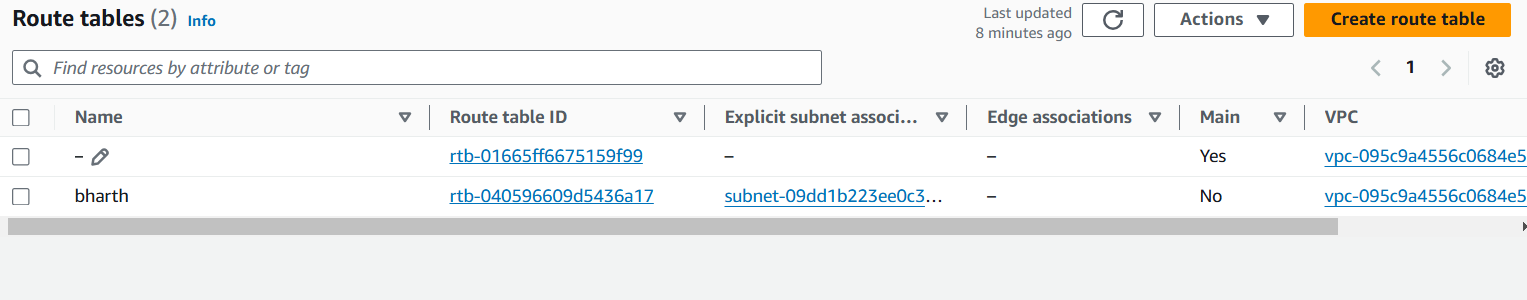 Route tables (2) Info
Last updated
8 minutes ago
Actions
Create route table
Find resources by attribute or tag
1
Name Route table ID Explicit subnet associ... Edge associations Main VPC
– rtb-01665ff6675159f99 – – Yes vpc-095c9a4556c0684e5
bharth rtb-040596609d5436a17 subnet-09dd1b223ee0c3... – No vpc-095c9a4556c0684e5